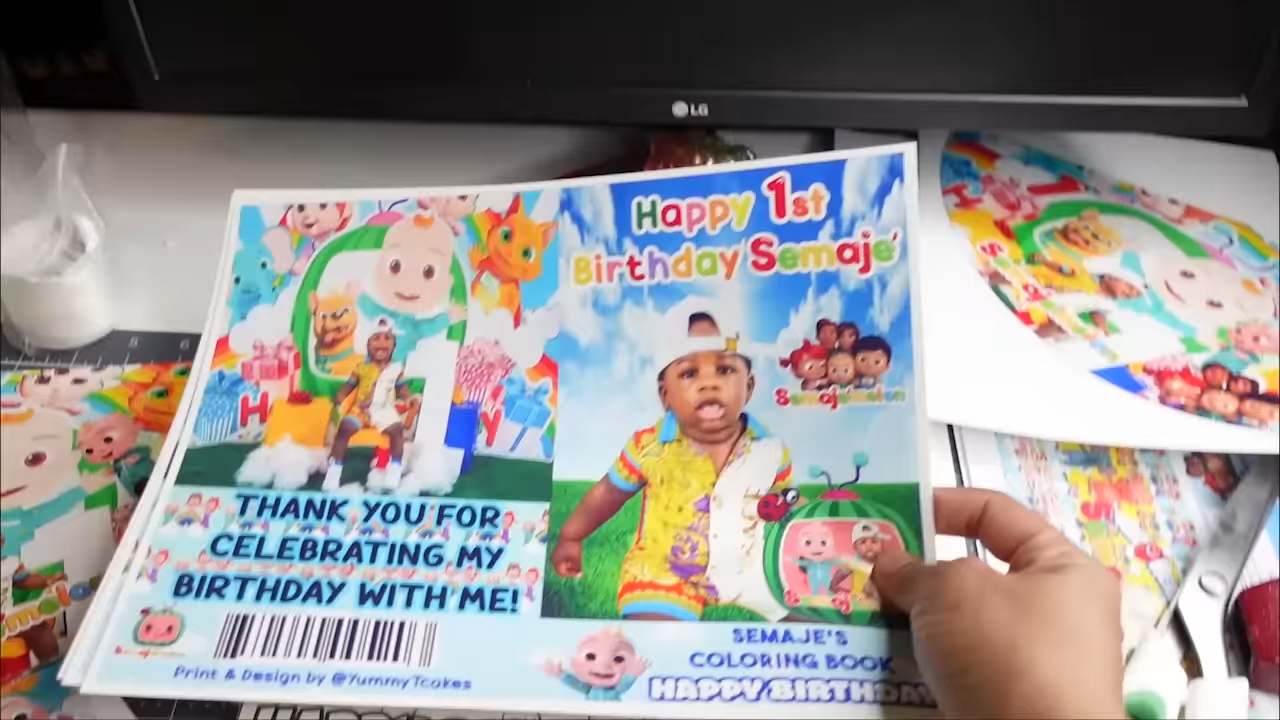 LG
Happy 1st
Birthday Semaje'
THANK YOU FOR
CELEBRATING MY
BIRTHDAY WITH ME!
Print & Design by @YummyTcakes
SEMAJE'S
COLORING BOOK
HAPPY BIRTHDAY